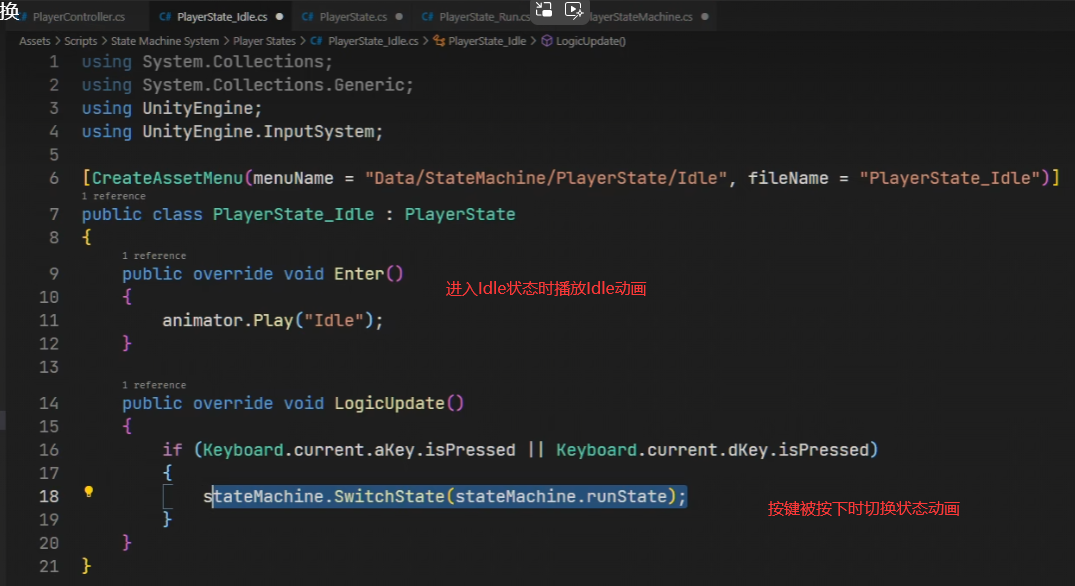 换
PlayerController.cs
C# PlayerState_Idle.cs
C# PlayerState.cs
C# PlayerState_Run.cs
layerStateMachine.cs
Assets > Scripts > State Machine System > Player States > C# PlayerState_Idle.cs > PlayerState_Idle > LogicUpdate()
1 using System.Collections;
2 using System.Collections.Generic;
3 using UnityEngine;
4 using UnityEngine.InputSystem;
5
6 [CreateAssetMenu(menuName = "Data/StateMachine/PlayerState/Idle", fileName = "PlayerState_Idle")]
1 reference
7 public class PlayerState_Idle : PlayerState
8 {
1 reference
9 public override void Enter()
进入Idle状态时播放Idle动画
10 {
11 animator.Play("Idle");
12 }
13
1 reference
14 public override void LogicUpdate()
15 {
16 if (Keyboard.current.aKey.isPressed || Keyboard.current.dKey.isPressed)
17 {
18 stateMachine.SwitchState(stateMachine.runState);
按键被按下时切换状态动画
19 }
20 }
21 }